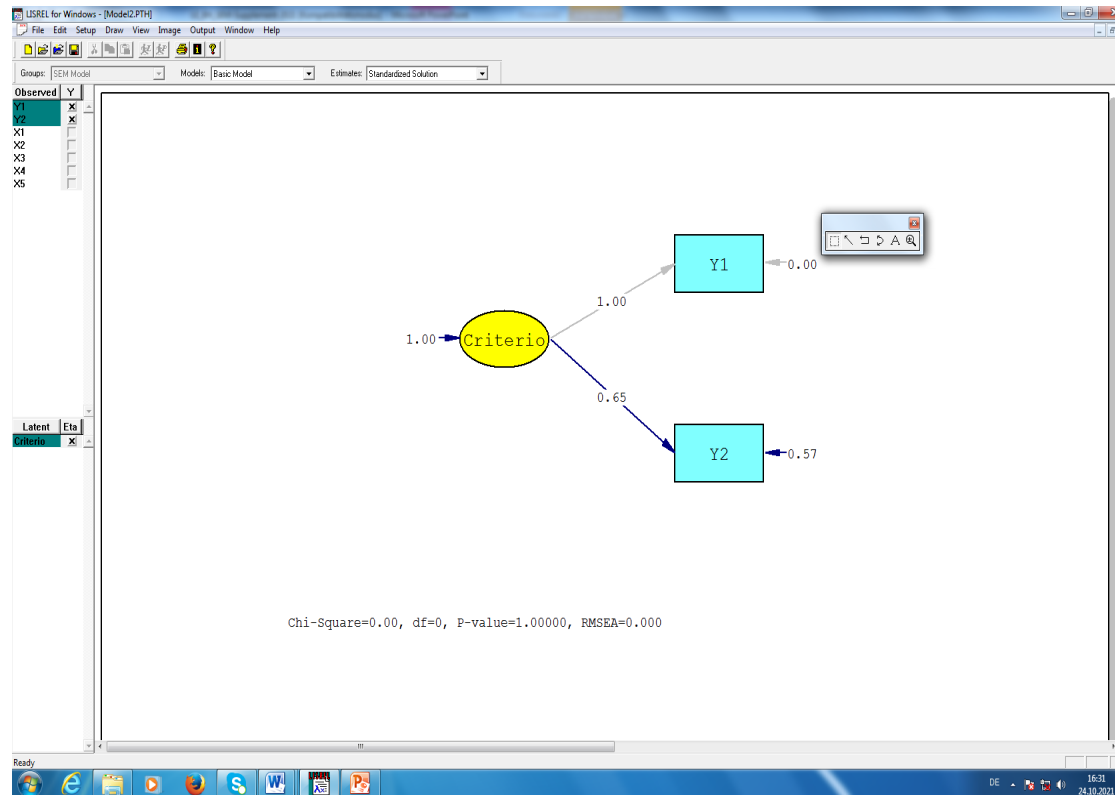 LISREL for Windows - [Model2.PTH]
File Edit Setup Draw View Image Output Window Help
Groups: SEM Model Models: Basic Model Estimates: Standardized Solution
Observed Y
Y1
Y2
X1
X2
X3
X4
X5
Latent Eta
Criterio
Y1
0.00
1.00
1.00
Criterio
0.65
Y2
0.57
Chi-Square=0.00, df=0, P-value=1.00000, RMSEA=0.000
Ready
DE
16:31
24.10.2021